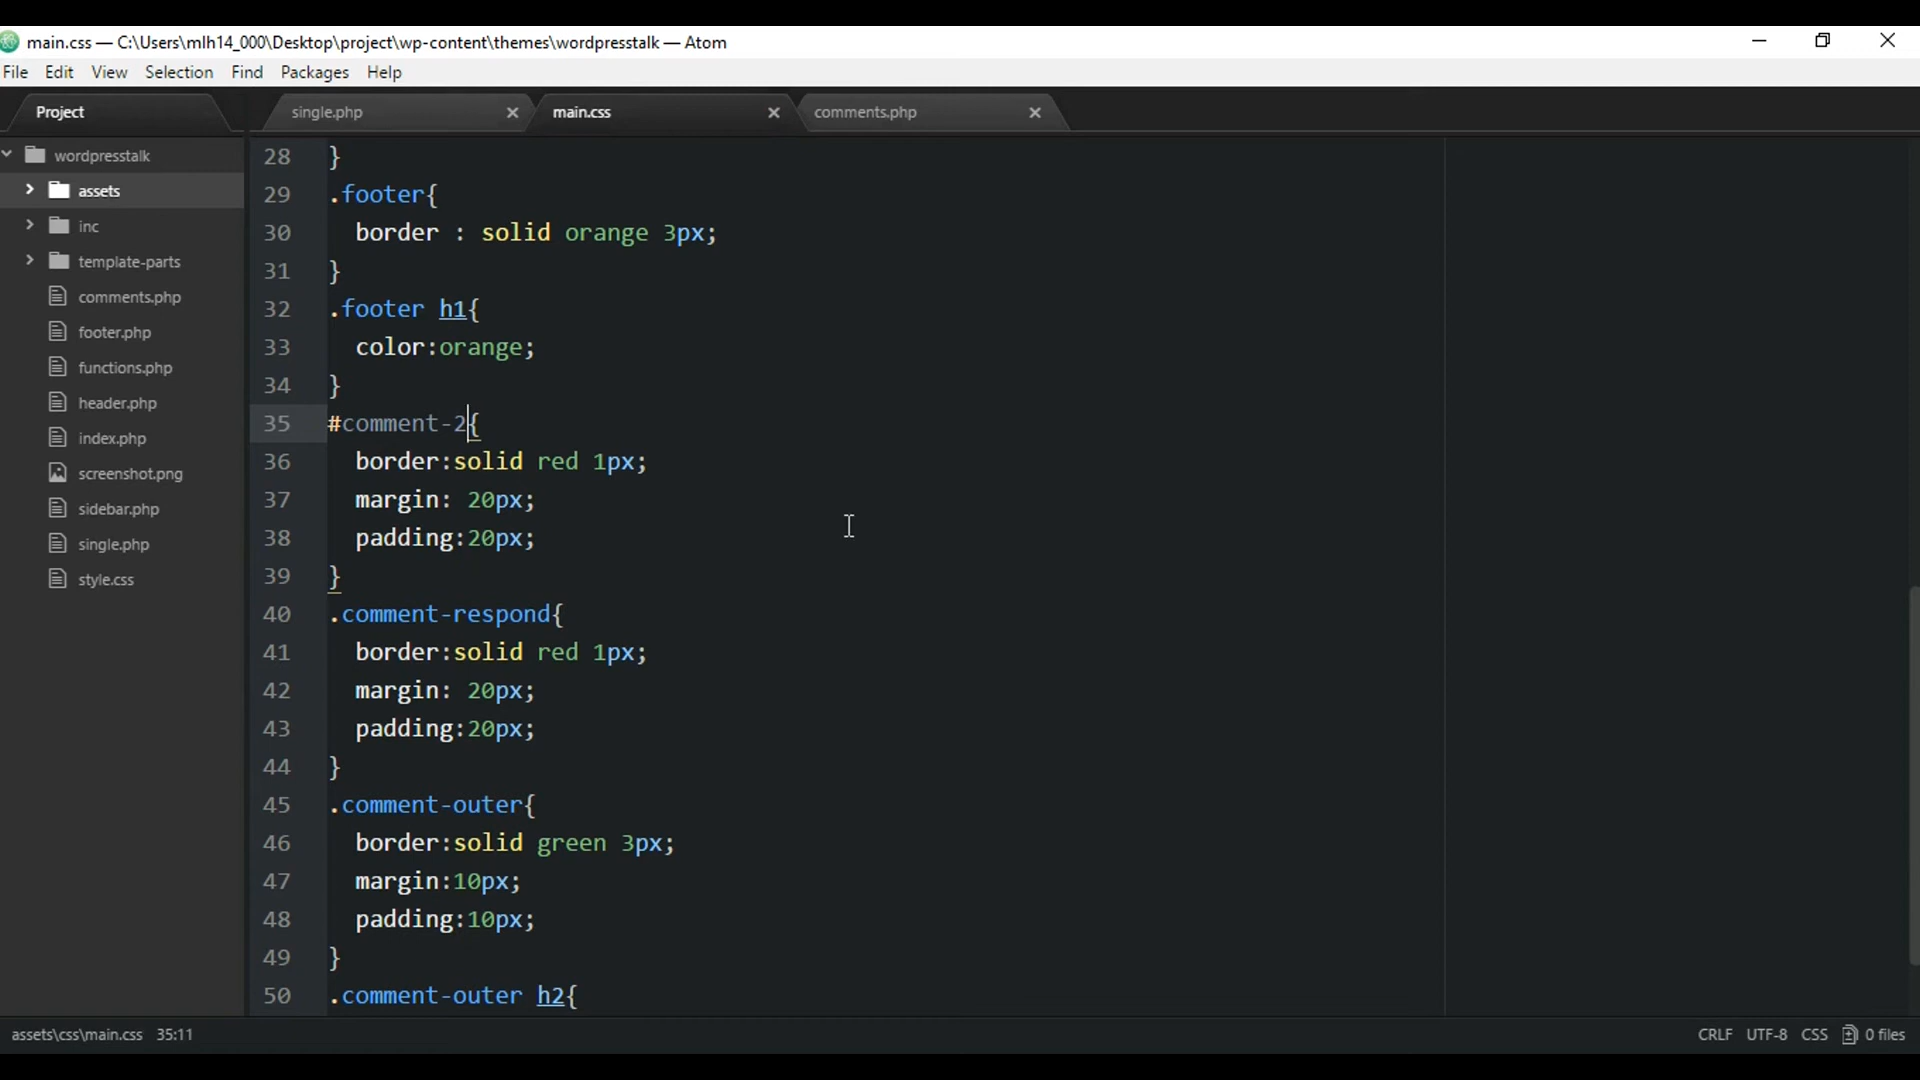 main.css — C:\Users\mlh14_000\Desktop\project\wp-content\themes\wordpresstalk — Atom
File Edit View Selection Find Packages Help
Project
single.php
main.css
comments.php
wordpresstalk
assets
inc
template-parts
comments.php
footer.php
functions.php
header.php
index.php
screenshot.png
sidebar.php
single.php
style.css
28 }
29 .footer{
30   border : solid orange 3px;
31 }
32 .footer h1{
33   color:orange;
34 }
35 #comment-2{
36   border:solid red 1px;
37   margin: 20px;
38   padding:20px;
39 }
40 .comment-respond{
41   border:solid red 1px;
42   margin: 20px;
43   padding:20px;
44 }
45 .comment-outer{
46   border:solid green 3px;
47   margin:10px;
48   padding:10px;
49 }
50 .comment-outer h2{
assets\css\main.css 35:11
CRLF UTF-8 CSS 0 files